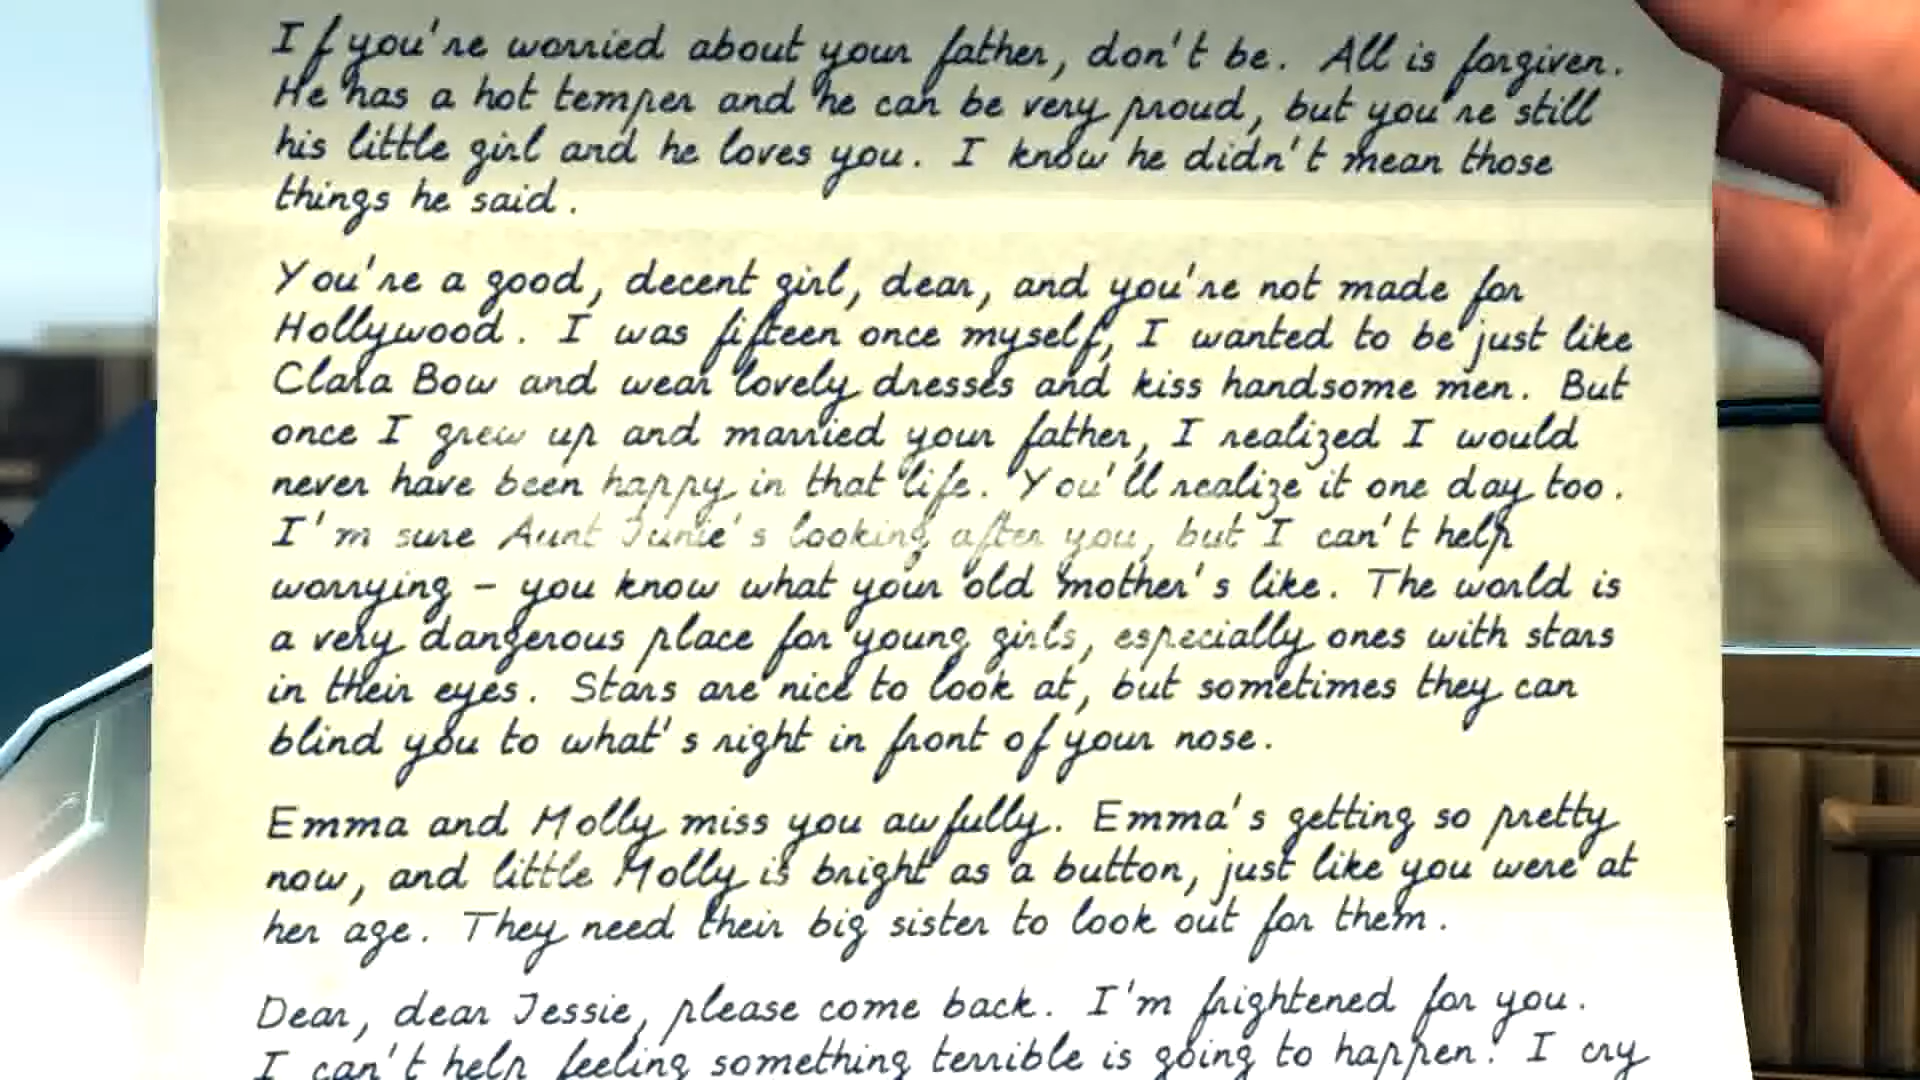 If you're worried about your father, don't be. All is forgiven.
He has a hot temper and he can be very proud, but you're still
his little girl and he loves you. I know he didn't mean those
things he said.
You're a good, decent girl, dear, and you're not made for
Hollywood. I was fifteen once myself, I wanted to be just like
Clara Bow and wear lovely dresses and kiss handsome men. But
once I grew up and married your father, I realized I would
never have been happy in that life. You'll realize it one day too.
I'm sure Aunt Junie's looking after you, but I can't help
worrying - you know what your old mother's like. The world is
a very dangerous place for young girls, especially ones with stars
in their eyes. Stars are nice to look at, but sometimes they can
blind you to what's right in front of your nose.
Emma and Molly miss you awfully. Emma's getting so pretty
now, and little Molly is bright as a button, just like you were at
her age. They need their big sister to look out for them.
Dear, dear Jessie, please come back. I'm frightened for you.
I can't help feeling something terrible is going to happen. I cry